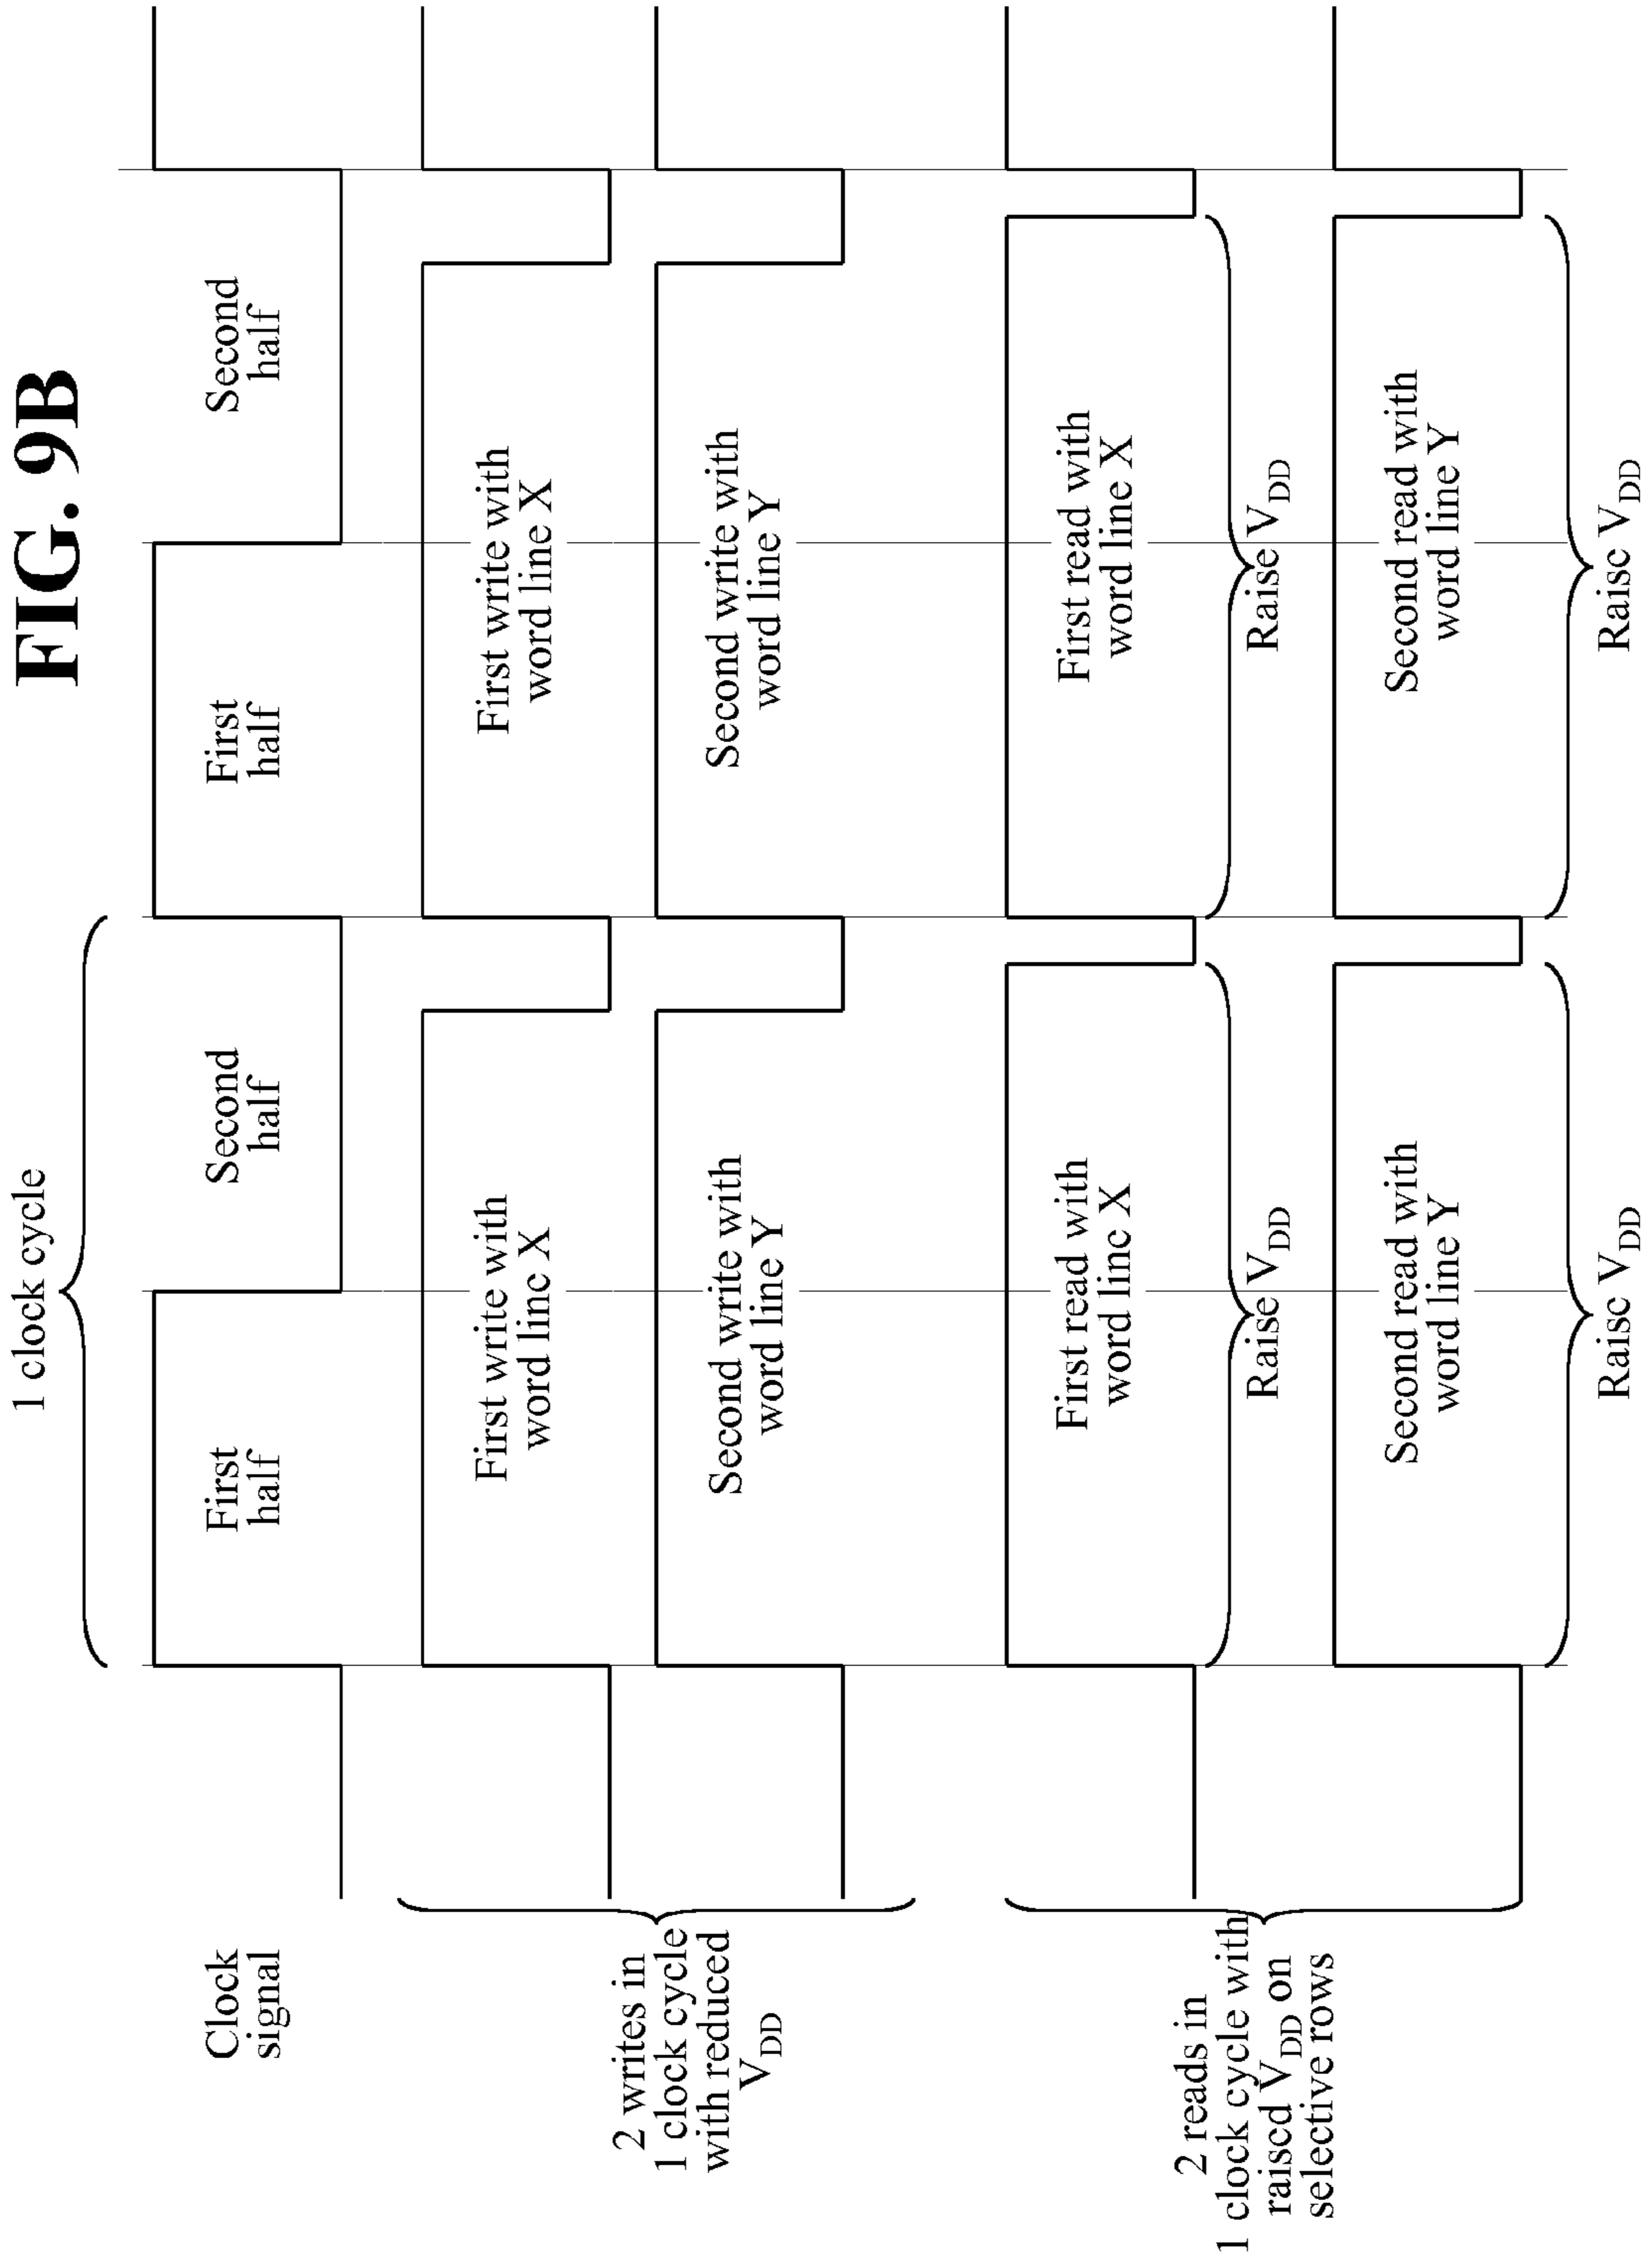 FIG. 9B
1 clock cycle
Clock
signal
First
half
Second
half
First
half
Second
half
2 writes in
1 clock cycle
with reduced
VDD
First write with
word line X
First write with
word line X
Second write with
word line Y
Second write with
word line Y
2 reads in
1 clock cycle with
raised VDD on
selective rows
First read with
word line X
First read with
word line X
Raise VDD
Raise VDD
Second read with
word line Y
Second read with
word line Y
Raise VDD
Raise VDD